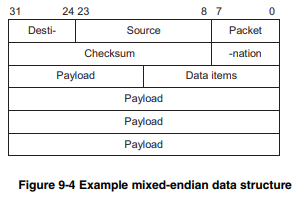 31 24 23 8 7 0
Desti- Source Packet
Checksum -nation
Payload Data items
Payload
Payload
Payload
Figure 9-4 Example mixed-endian data structure